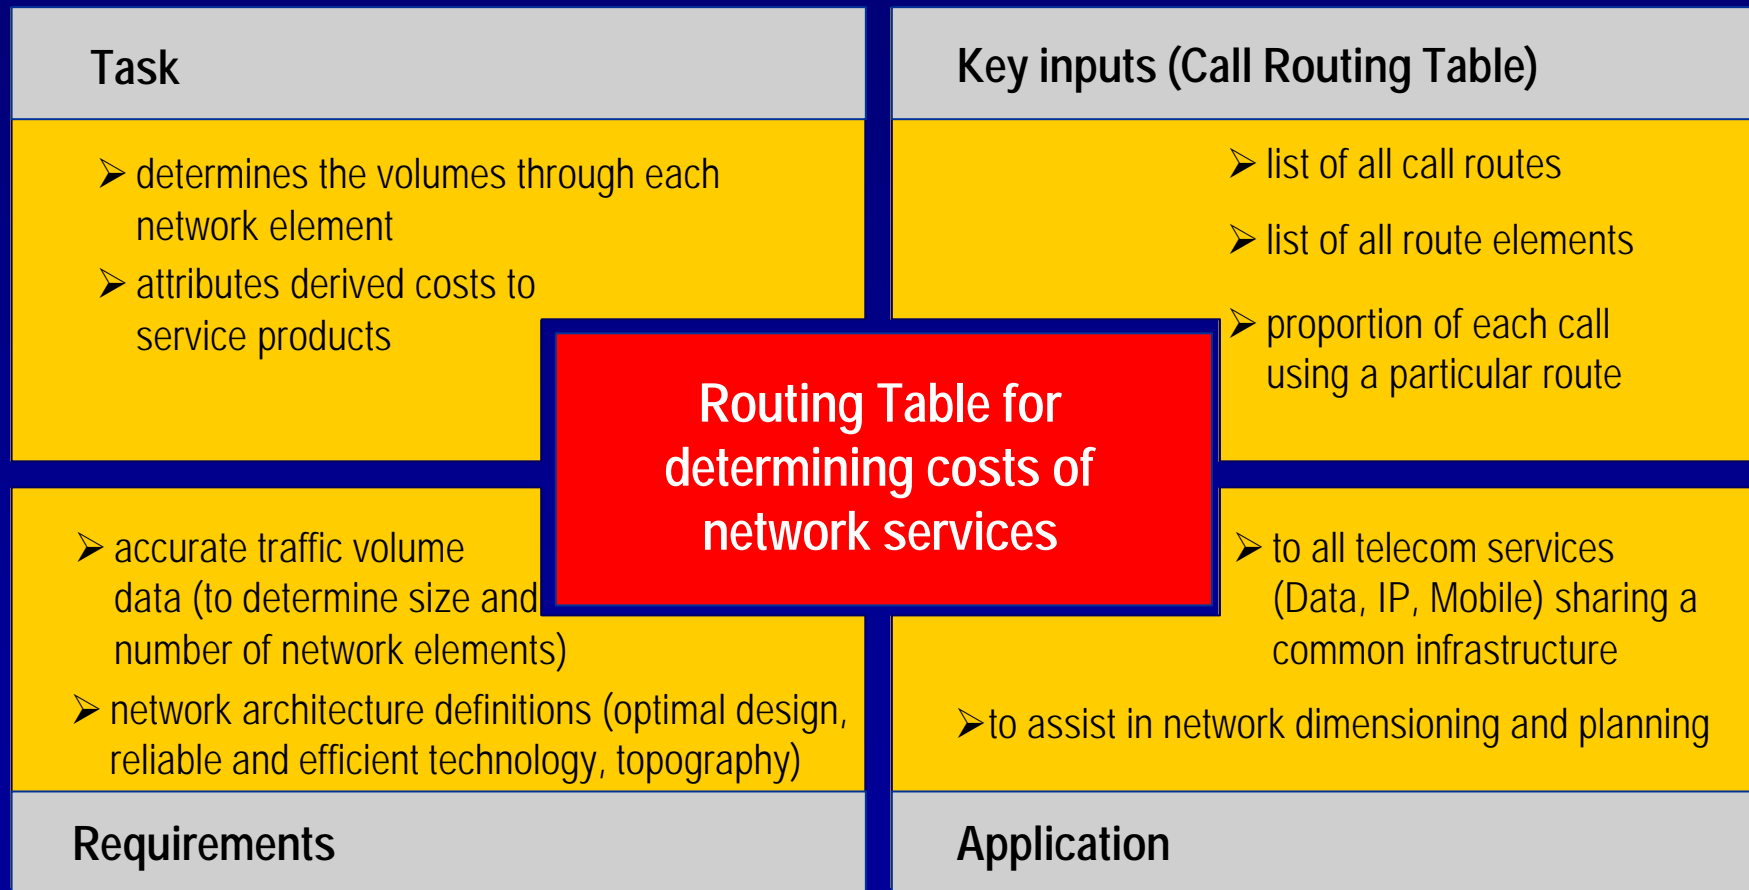 Task
➢ determines the volumes through each
network element
➢ attributes derived costs to
service products
Key inputs (Call Routing Table)
➢ list of all call routes
➢ list of all route elements
➢ proportion of each call
using a particular route
Routing Table for
determining costs of
network services
➢ accurate traffic volume
data (to determine size and
number of network elements)
➢ network architecture definitions (optimal design,
reliable and efficient technology, topography)
Requirements
➢ to all telecom services
(Data, IP, Mobile) sharing a
common infrastructure
➢ to assist in network dimensioning and planning
Application